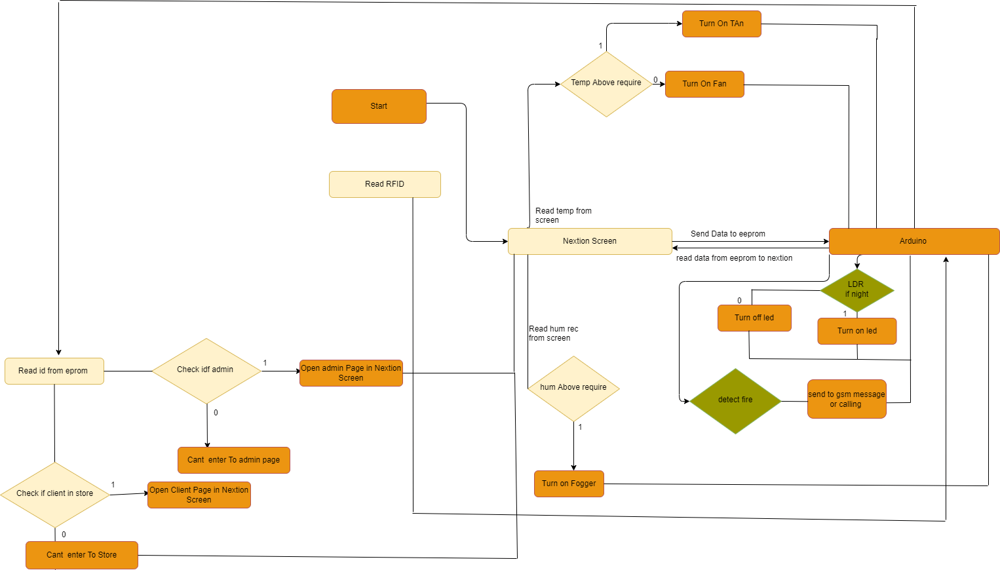 Turn On TAn
1
Temp Above require
0
Turn On Fan
Start
Read RFID
Read temp from
screen
Nextion Screen
Send Data to eeprom
read data from eeprom to nextion
Arduino
LDR
if night
0
1
Turn off led
Turn on led
Read hum rec
from screen
Read id from eprom
Check idf admin
1
Open admin Page in Nextion
Screen
0
Cant  enter To admin page
hum Above require
1
Turn on Fogger
detect fire
send to gsm message
or calling
Check if client in store
1
Open Client Page in Nextion
Screen
0
Cant  enter To Store